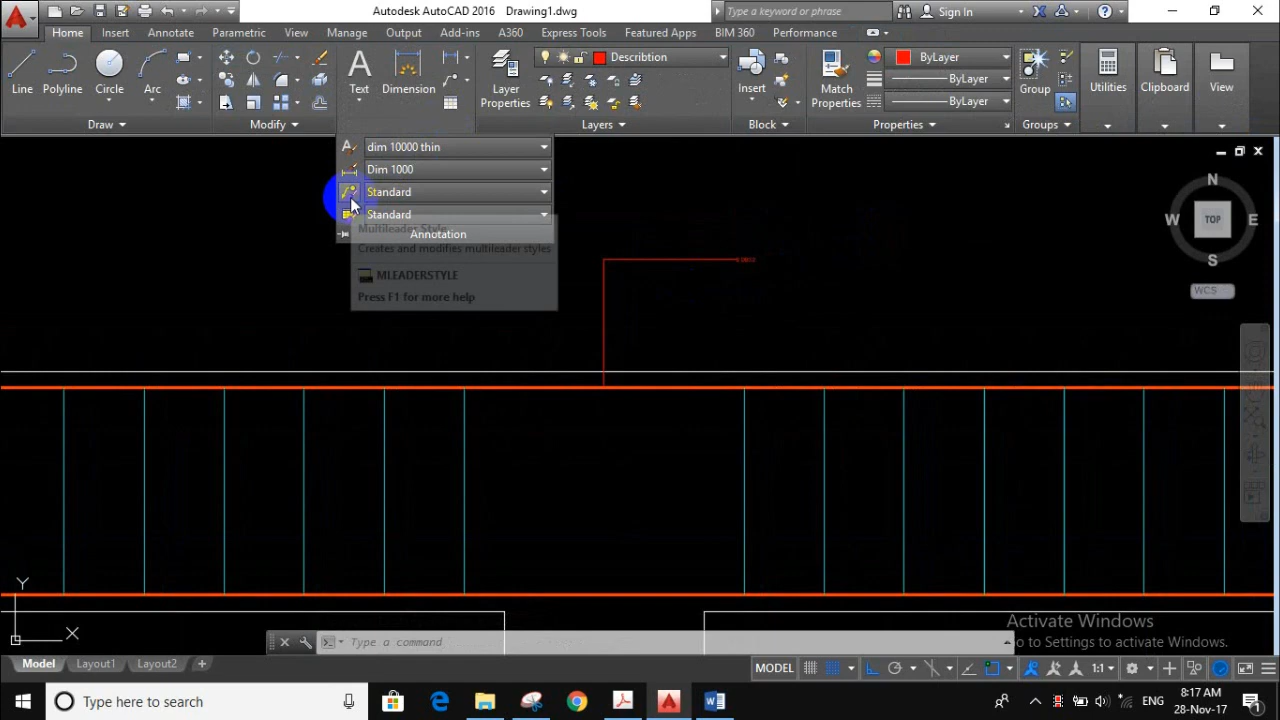 Autodesk AutoCAD 2016 Drawing1.dwg
Type a keyword or phrase
Sign In
Home Insert Annotate Parametric View Manage Output Add-ins A360 Express Tools Featured Apps BIM 360 Performance
Line Polyline Circle Arc
Text Dimension
Layer Properties
Describtion
Insert
Match Properties
ByLayer
ByLayer
ByLayer
Group
Utilities
Clipboard
View
Draw Modify Layers Block Properties Groups
dim 10000 thin
Dim 1000
Standard
Standard
Multileader Style
Annotation
Creates and modifies multileader styles
MLEADERSTYLE
Press F1 for more help
N
W TOP E
S
WCS
Y
X
Activate Windows
o to Settings to activate Windows.
Type a command
Model Layout1 Layout2
MODEL
1:1
Type here to search
ENG
8:17 AM
28-Nov-17
1